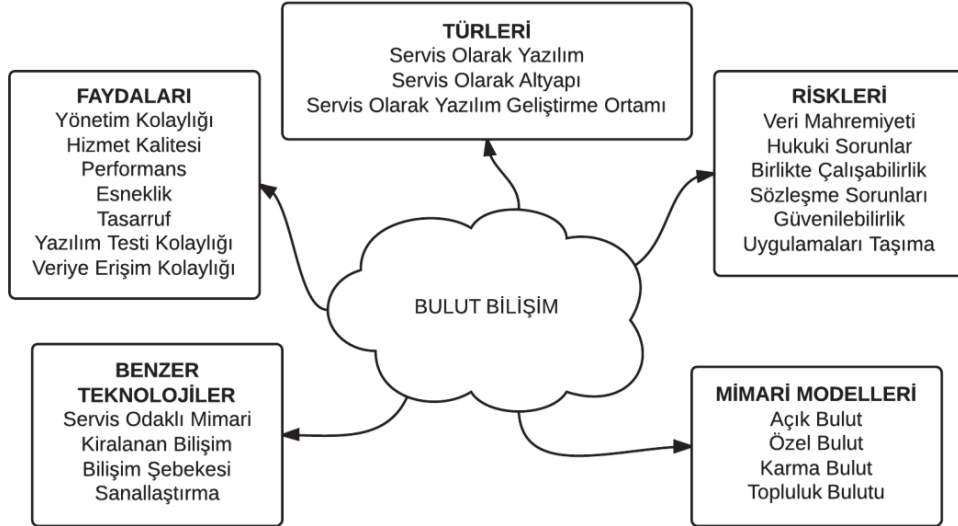 TÜRLERİ
Servis Olarak Yazılım
Servis Olarak Altyapı
Servis Olarak Yazılım Geliştirme Ortamı
FAYDALARI
Yönetim Kolaylığı
Hizmet Kalitesi
Performans
Esneklik
Tasarruf
Yazılım Testi Kolaylığı
Veriye Erişim Kolaylığı
RİSKLERİ
Veri Mahremiyeti
Hukuki Sorunlar
Birlikte Çalışabilirlik
Sözleşme Sorunları
Güvenilebilirlik
Uygulamaları Taşıma
BULUT BİLİŞİM
BENZER
TEKNOLOJİLER
Servis Odaklı Mimari
Kiralanan Bilişim
Bilişim Şebekesi
Sanallaştırma
MİMARİ MODELLERİ
Açık Bulut
Özel Bulut
Karma Bulut
Topluluk Bulutu